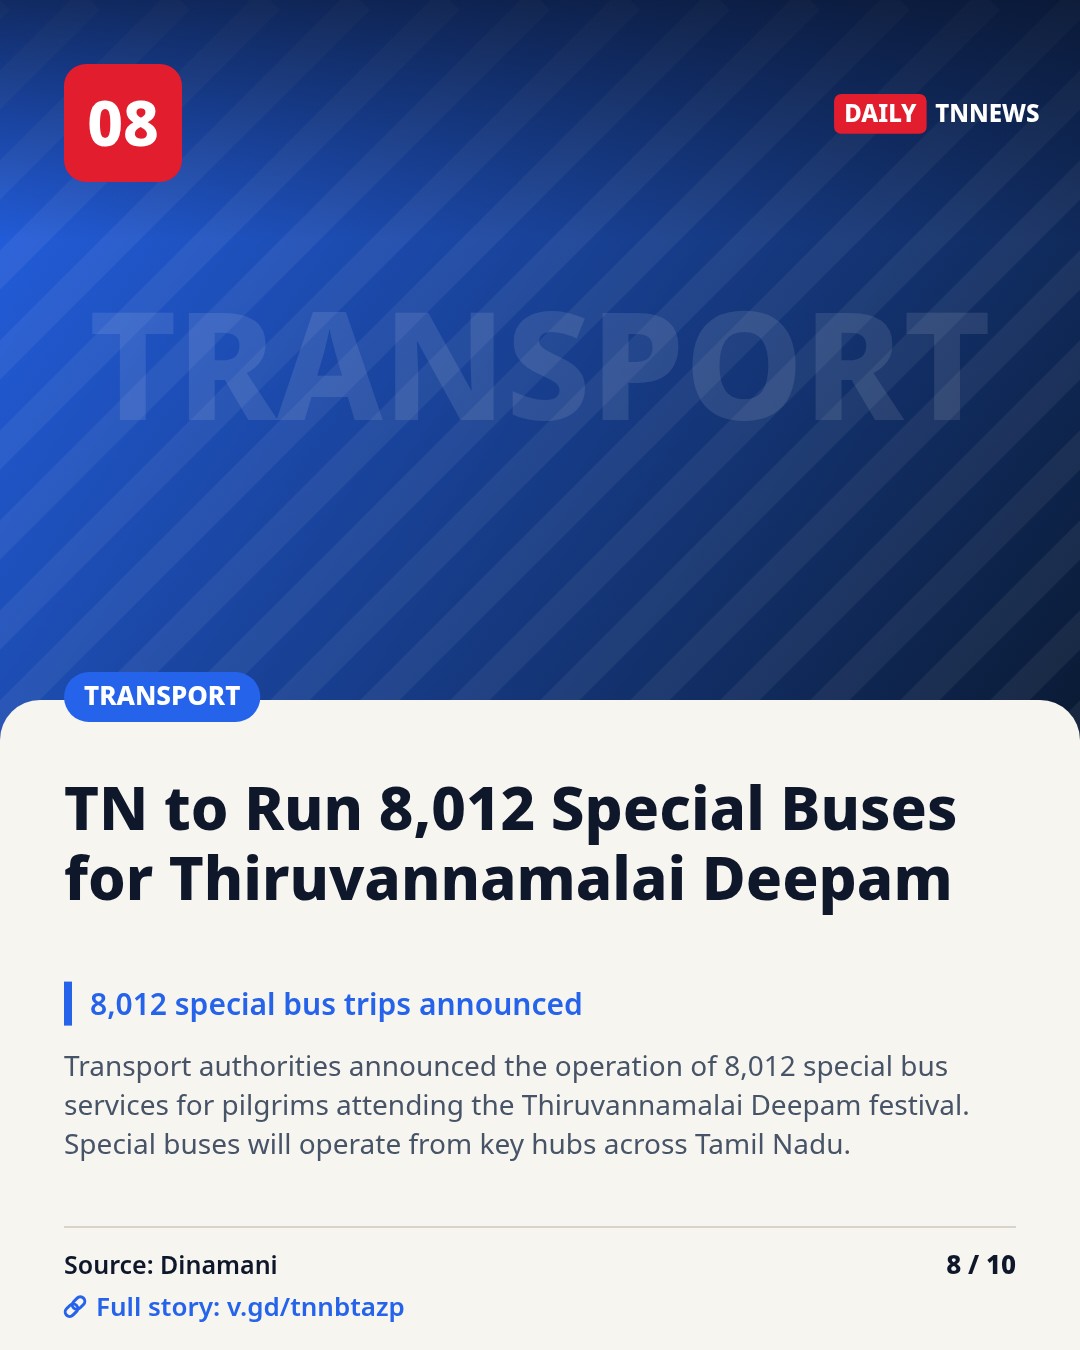 08
DAILY TNNEWS
TRANSPORT
TRANSPORT
TN to Run 8,012 Special Buses
for Thiruvannamalai Deepam
8,012 special bus trips announced
Transport authorities announced the operation of 8,012 special bus
services for pilgrims attending the Thiruvannamalai Deepam festival.
Special buses will operate from key hubs across Tamil Nadu.
Source: Dinamani
8 / 10
Full story: v.gd/tnnbtazp